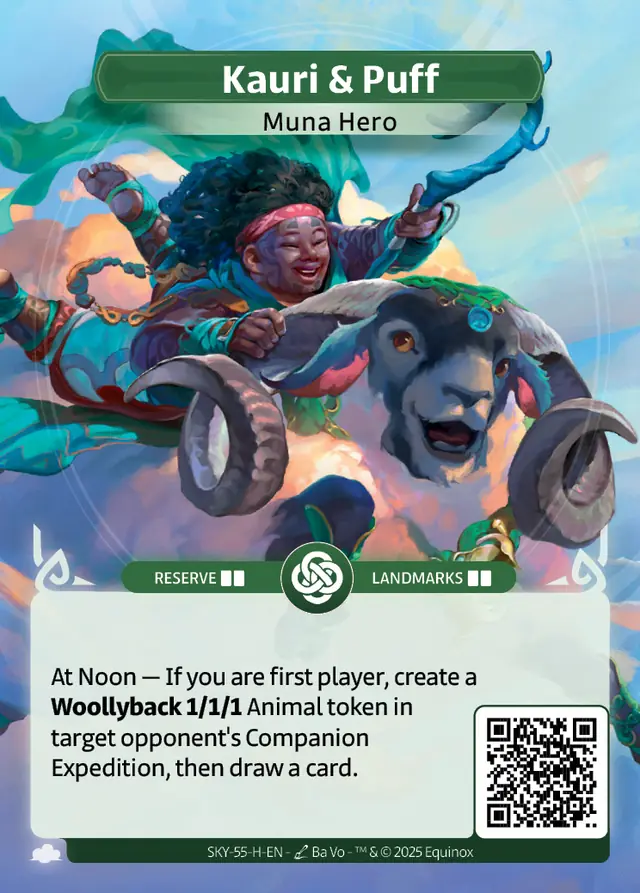 Kauri & Puff
Muna Hero
RESERVE LANDMARKS
At Noon — If you are first player, create a
Woollyback 1/1/1 Animal token in
target opponent's Companion
Expedition, then draw a card.
SKY-55-H-EN - Ba Vo - ™ & © 2025 Equinox